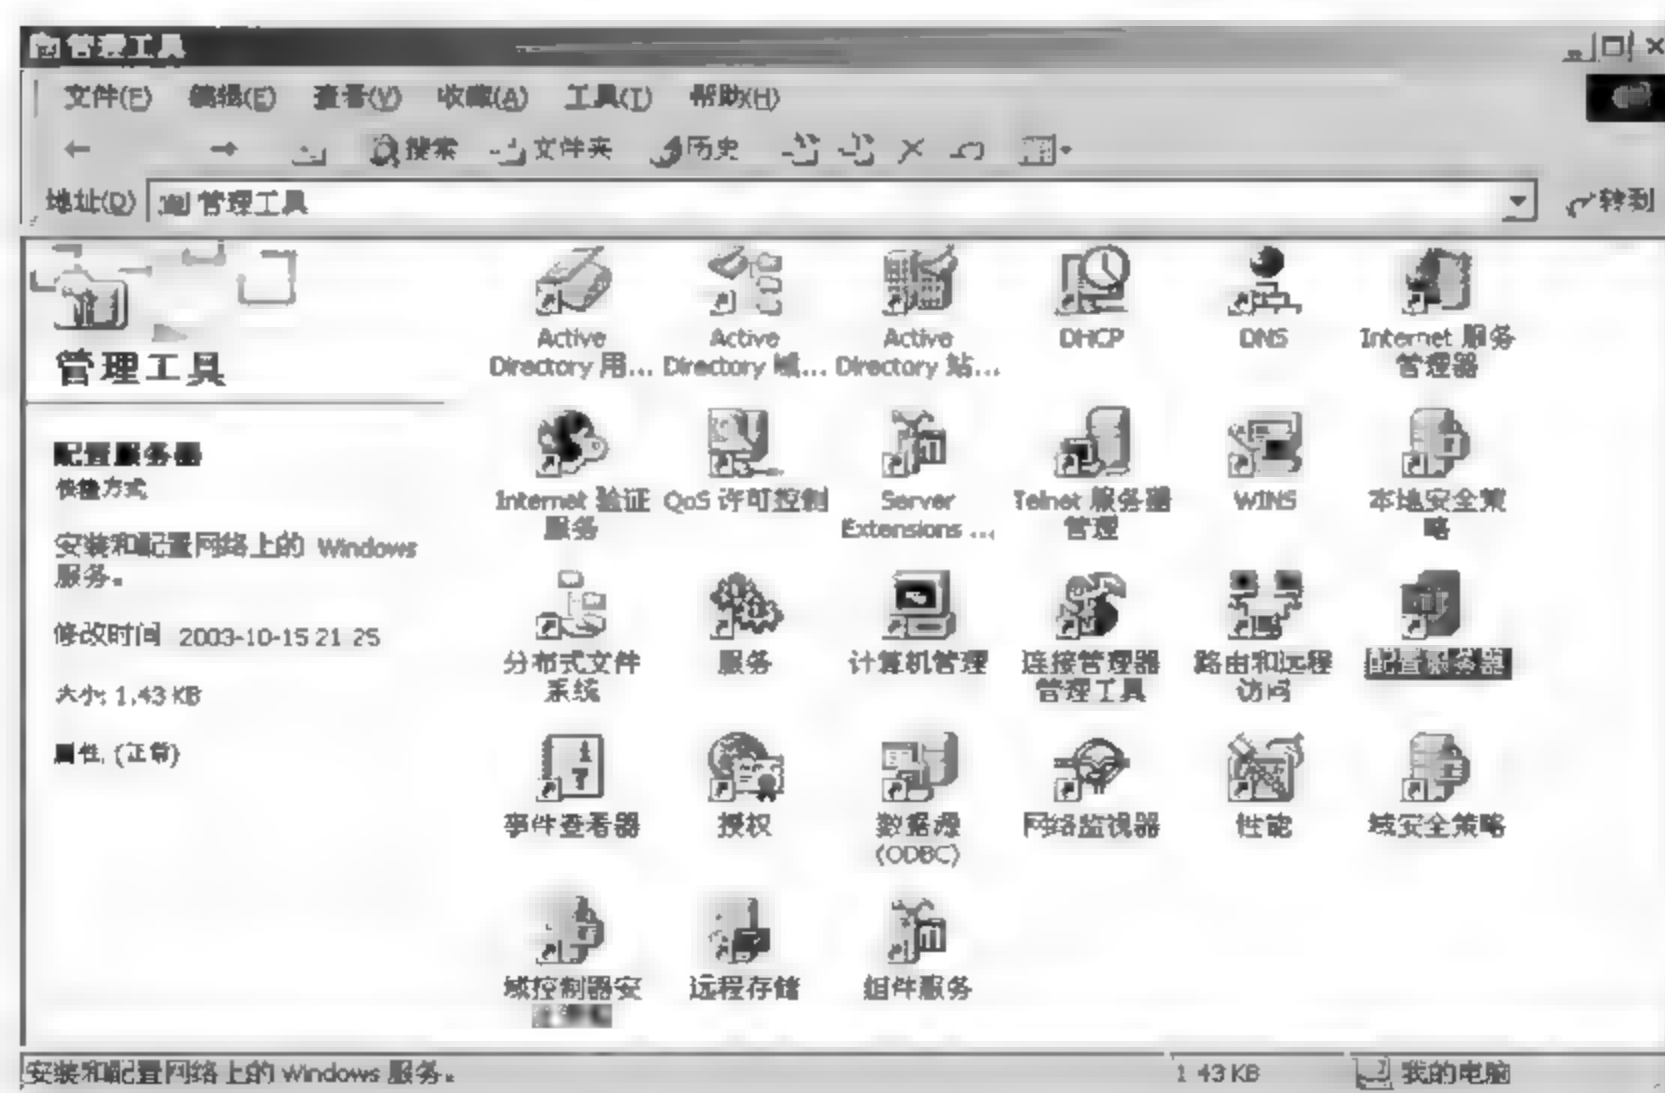 管理工具
文件(F) 编辑(E) 查看(V) 收藏(A) 工具(T) 帮助(H)
搜索 文件夹 历史
地址(D) 管理工具 转到
管理工具
配置服务器
快捷方式
安装和配置网络上的 Windows
服务。
修改时间 2003-10-15 21 25
大小: 1.43 KB
属性: (正常)
Active
Directory 用...
Active
Directory 域...
Active
Directory 站...
DHCP
DNS
Internet 服务
管理器
Internet 验证
服务
QoS 许可控制
Server
Extensions ...
Telnet 服务器
管理
WINS
本地安全策
略
分布式文件
系统
服务
计算机管理
连接管理器
管理工具
路由和远程
访问
配置服务器
事件查看器
授权
数据源
(ODBC)
网络监视器
性能
域安全策略
域控制器安
远程存储
组件服务
安装和配置网络上的 Windows 服务。 1 43 KB 我的电脑